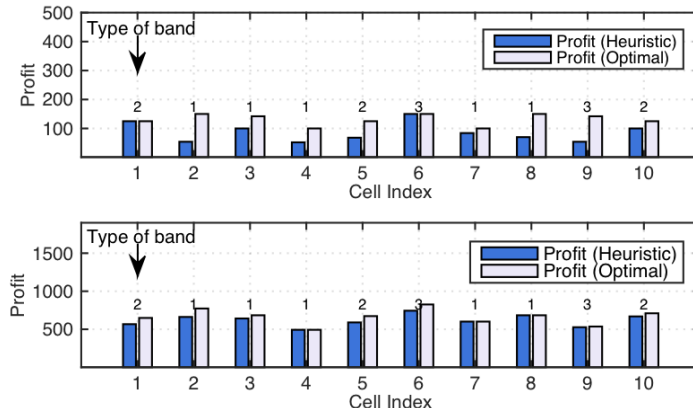 500
Type of band
Profit (Heuristic)
Profit (Optimal)
400
300
200
100
Profit
2 1 1 1 2 3 1 1 3 2
1 2 3 4 5 6 7 8 9 10
Cell Index
Type of band
Profit (Heuristic)
Profit (Optimal)
1500
1000
500
Profit
2 1 1 1 2 3 1 1 3 2
1 2 3 4 5 6 7 8 9 10
Cell Index